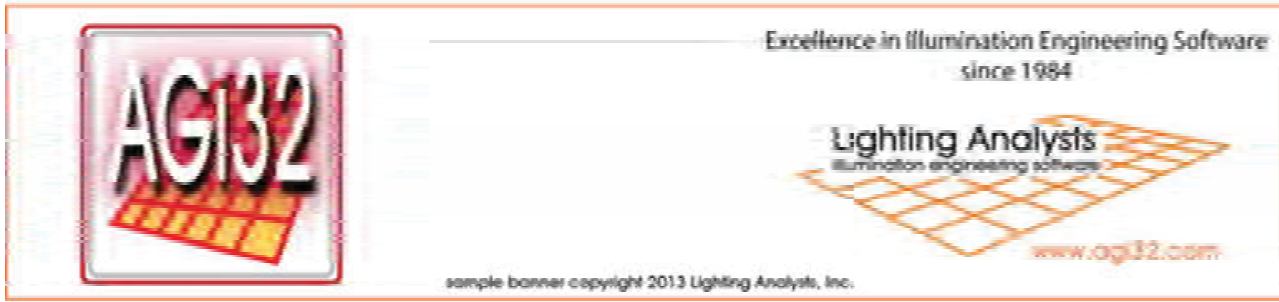 AGi32
Excellence in Illumination Engineering Software
since 1984
Lighting Analysts
illumination engineering software
www.agi32.com
sample banner copyright 2013 Lighting Analysts, Inc.